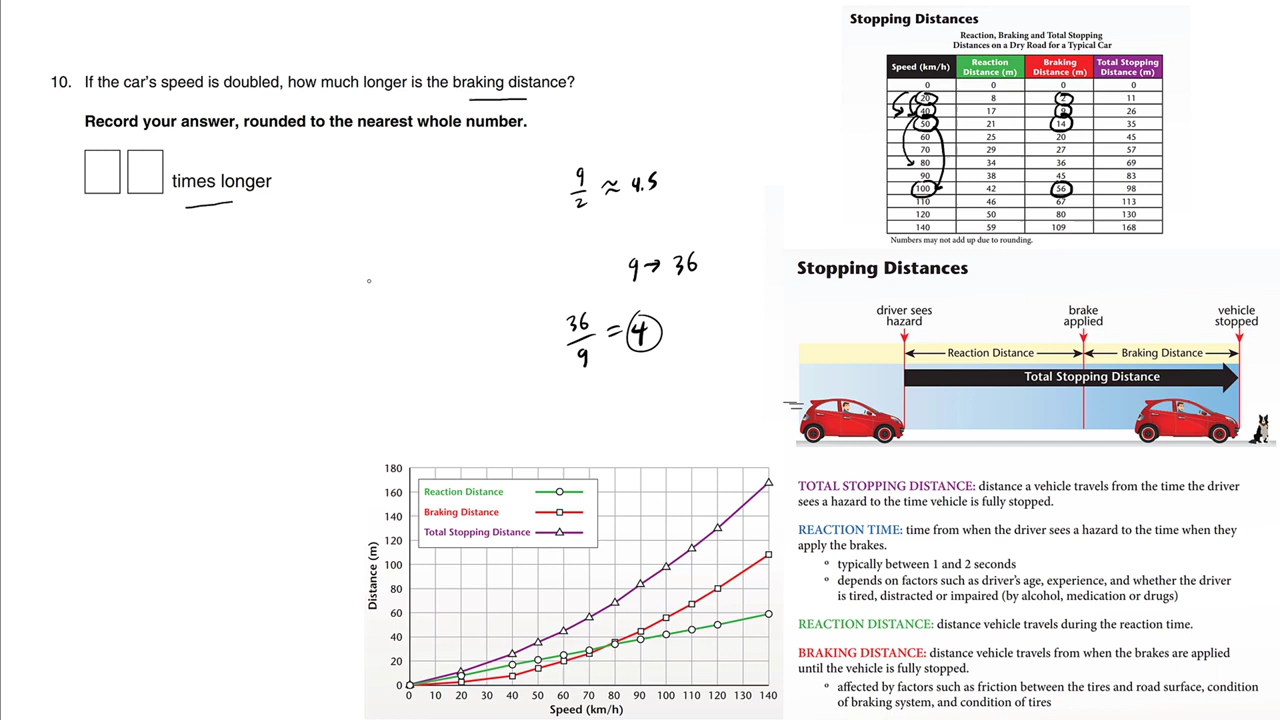 10. If the car's speed is doubled, how much longer is the braking distance?
Record your answer, rounded to the nearest whole number.
times longer
9/2 ≈ 4.5
9 → 36
36/9 = 4
Stopping Distances
Reaction, Braking and Total Stopping
Distances on a Dry Road for a Typical Car
Speed (km/h) Reaction Distance (m) Braking Distance (m) Total Stopping Distance (m)
0 0 0 0
20 8 2 11
40 17 9 26
50 21 14 35
60 25 20 45
70 29 27 57
80 34 36 69
90 38 45 83
100 42 56 98
110 46 67 113
120 50 80 130
140 59 109 168
Numbers may not add up due to rounding.
Stopping Distances
driver sees hazard
brake applied
vehicle stopped
Reaction Distance
Braking Distance
Total Stopping Distance
TOTAL STOPPING DISTANCE: distance a vehicle travels from the time the driver
sees a hazard to the time vehicle is fully stopped.
REACTION TIME: time from when the driver sees a hazard to the time when they
apply the brakes.
° typically between 1 and 2 seconds
° depends on factors such as driver's age, experience, and whether the driver
is tired, distracted or impaired (by alcohol, medication or drugs)
REACTION DISTANCE: distance vehicle travels during the reaction time.
BRAKING DISTANCE: distance vehicle travels from when the brakes are applied
until the vehicle is fully stopped.
° affected by factors such as friction between the tires and road surface, condition
of braking system, and condition of tires
Distance (m)
180
160
140
120
100
80
60
40
20
0
Reaction Distance
Braking Distance
Total Stopping Distance
0 10 20 30 40 50 60 70 80 90 100 110 120 130 140
Speed (km/h)